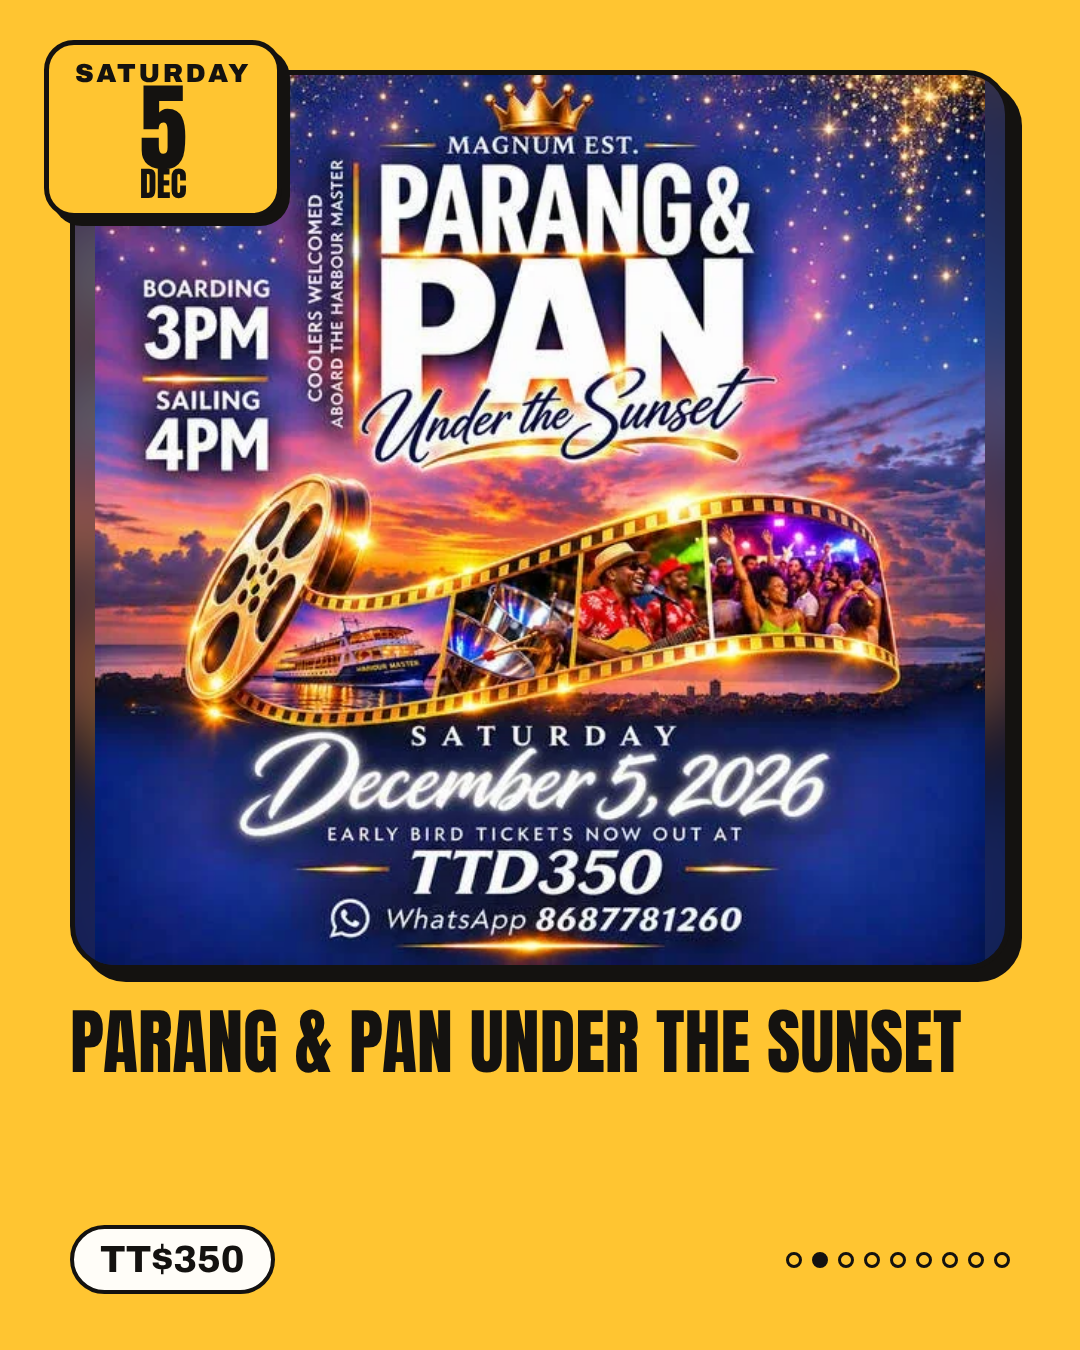 SATURDAY
5
DEC
MAGNUM EST.
PARANG &
PAN
Under the Sunset
COOLERS WELCOMED
ABOARD THE HARBOUR MASTER
BOARDING
3PM
SAILING
4PM
HARBOUR MASTER
SATURDAY
December 5, 2026
EARLY BIRD TICKETS NOW OUT AT
TTD350
WhatsApp 8687781260
PARANG & PAN UNDER THE SUNSET
TT$350